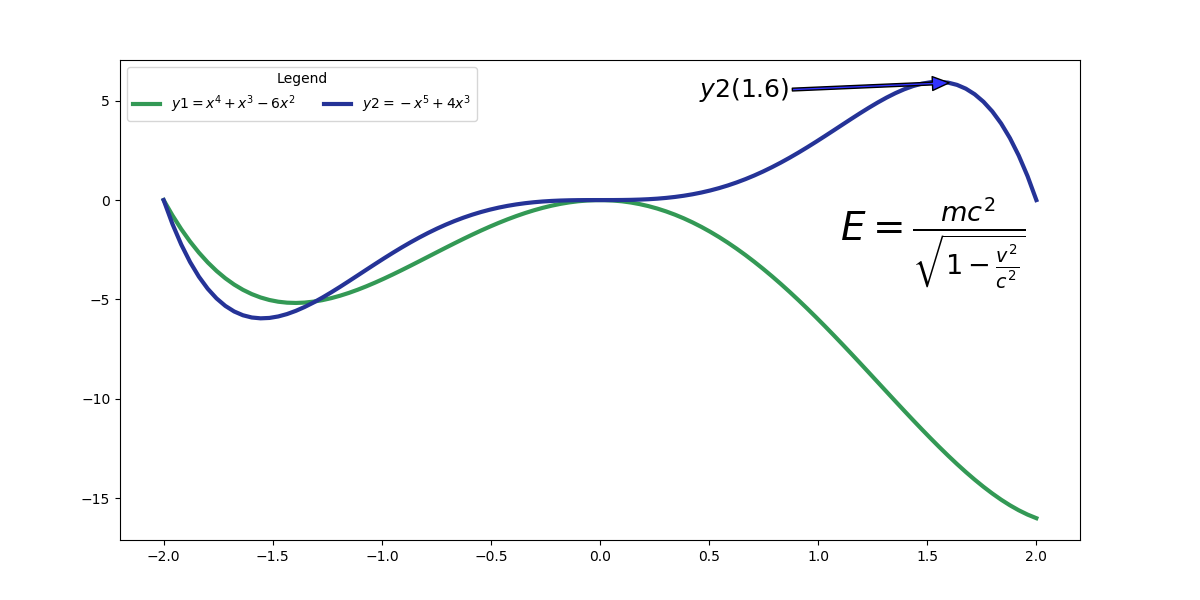 Legend
y1 = x⁴ + x³ − 6x²
y2 = −x⁵ + 4x³
y2(1.6)
E = mc² / √(1 − v²/c²)
5
0
−5
−10
−15
−2.0 −1.5 −1.0 −0.5 0.0 0.5 1.0 1.5 2.0